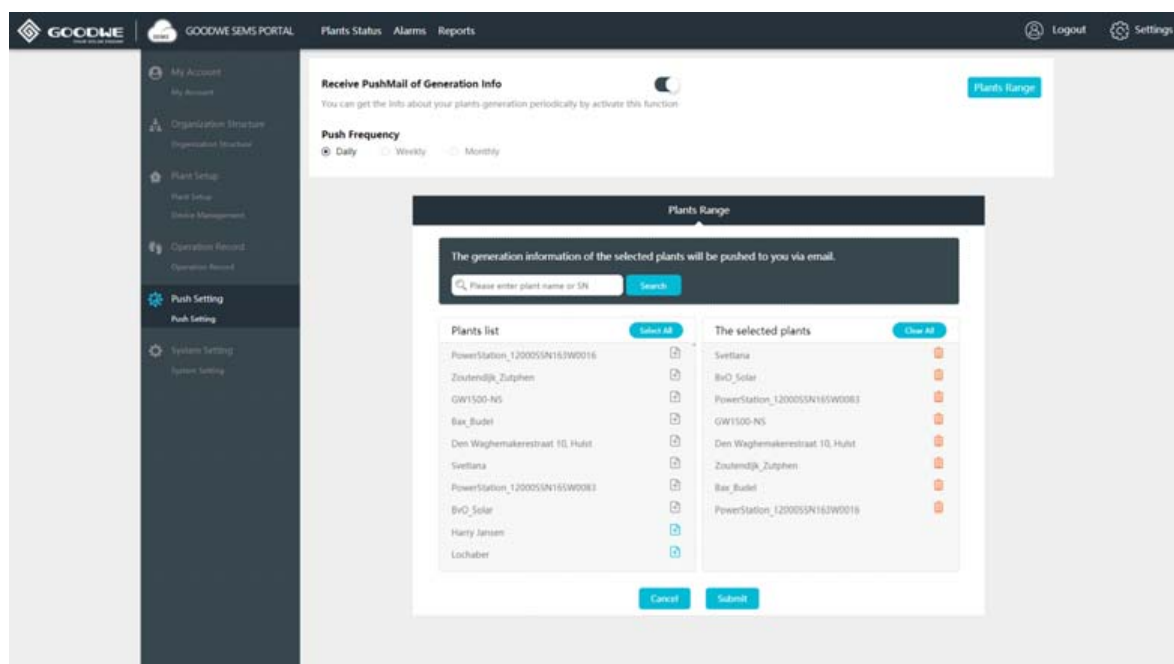 GOODWE
SEMS
GOODWE SEMS PORTAL
Plants Status
Alarms
Reports
Logout
Settings
My Account
My Account
Organization Structure
Organization Structure
Plant Setup
Plant Setup
Device Management
Operation Record
Operation Record
Push Setting
Push Setting
System Setting
System Setting
Receive PushMail of Generation Info
Plants Range
You can get the info about your plants generation periodically by activate this function
Push Frequency
Daily
Weekly
Monthly
Plants Range
The generation information of the selected plants will be pushed to you via email.
Please enter plant name or SN
Search
Plants list
Select All
PowerStation_12000SSN163W0016
Zoutendijk_Zutphen
GW1500-NS
Bax_Budel
Den Waghemakerestraat 10, Hulst
Svetlana
PowerStation_12000SSN165W0083
BvO_Solar
Harry Jansen
Lochaber
The selected plants
Clear All
Svetlana
BvO_Solar
PowerStation_12000SSN165W0083
GW1500-NS
Den Waghemakerestraat 10, Hulst
Zoutendijk_Zutphen
Bax_Budel
PowerStation_12000SSN163W0016
Cancel
Submit